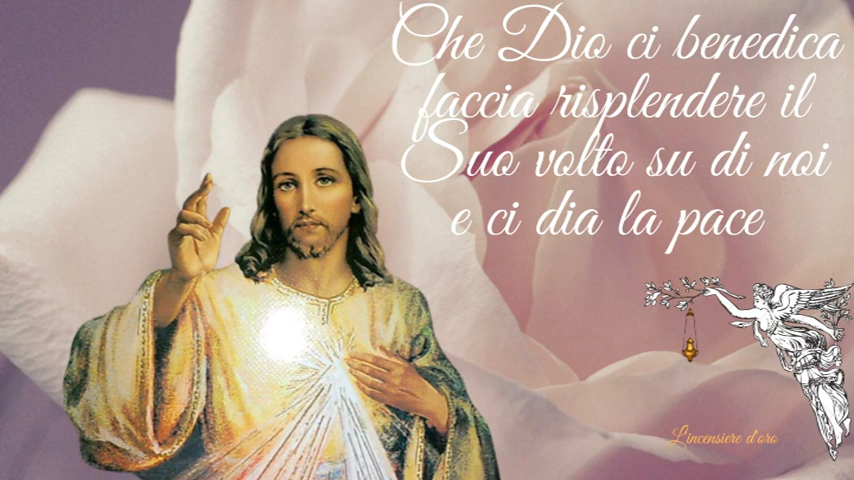 Che Dio ci benedica
faccia risplendere il
Suo volto su di noi
e ci dia la pace
L'incensiere d'oro